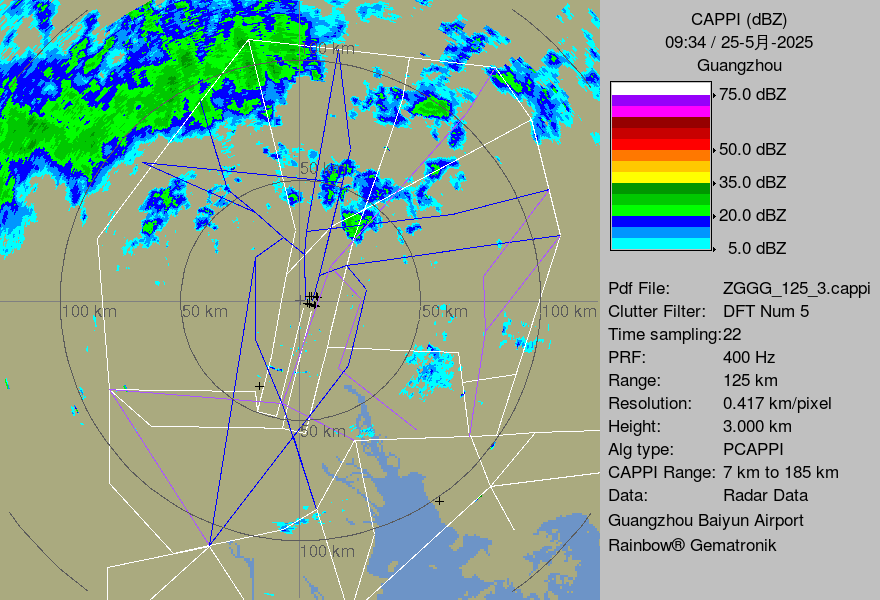 CAPPI (dBZ)
09:34 / 25-5月-2025
Guangzhou
75.0 dBZ
50.0 dBZ
35.0 dBZ
20.0 dBZ
5.0 dBZ
Pdf File: ZGGG_125_3.cappi
Clutter Filter: DFT Num 5
Time sampling:22
PRF: 400 Hz
Range: 125 km
Resolution: 0.417 km/pixel
Height: 3.000 km
Alg type: PCAPPI
CAPPI Range: 7 km to 185 km
Data: Radar Data
Guangzhou Baiyun Airport
Rainbow® Gematronik
100 km
50 km
100 km
50 km
50 km
100 km
50 km
100 km